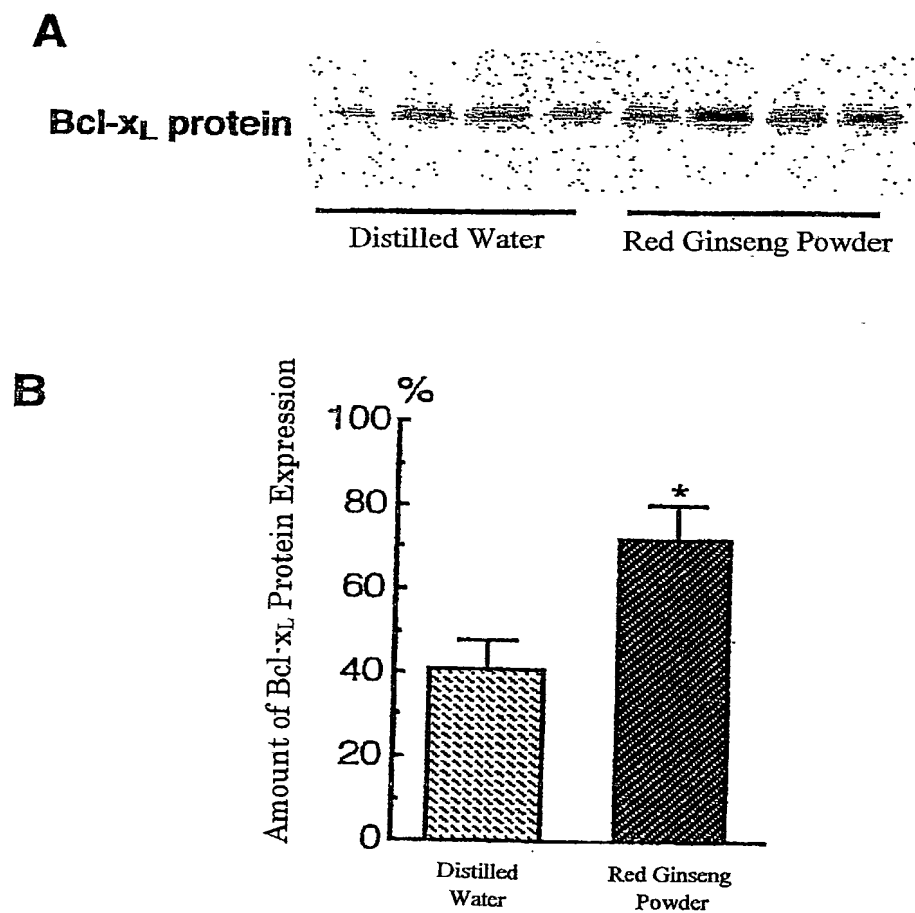 A
Bcl-xL protein
Distilled Water
Red Ginseng Powder
B
%
Amount of Bcl-xL Protein Expression
100
80
60
40
20
0
*
Distilled
Water
Red Ginseng
Powder